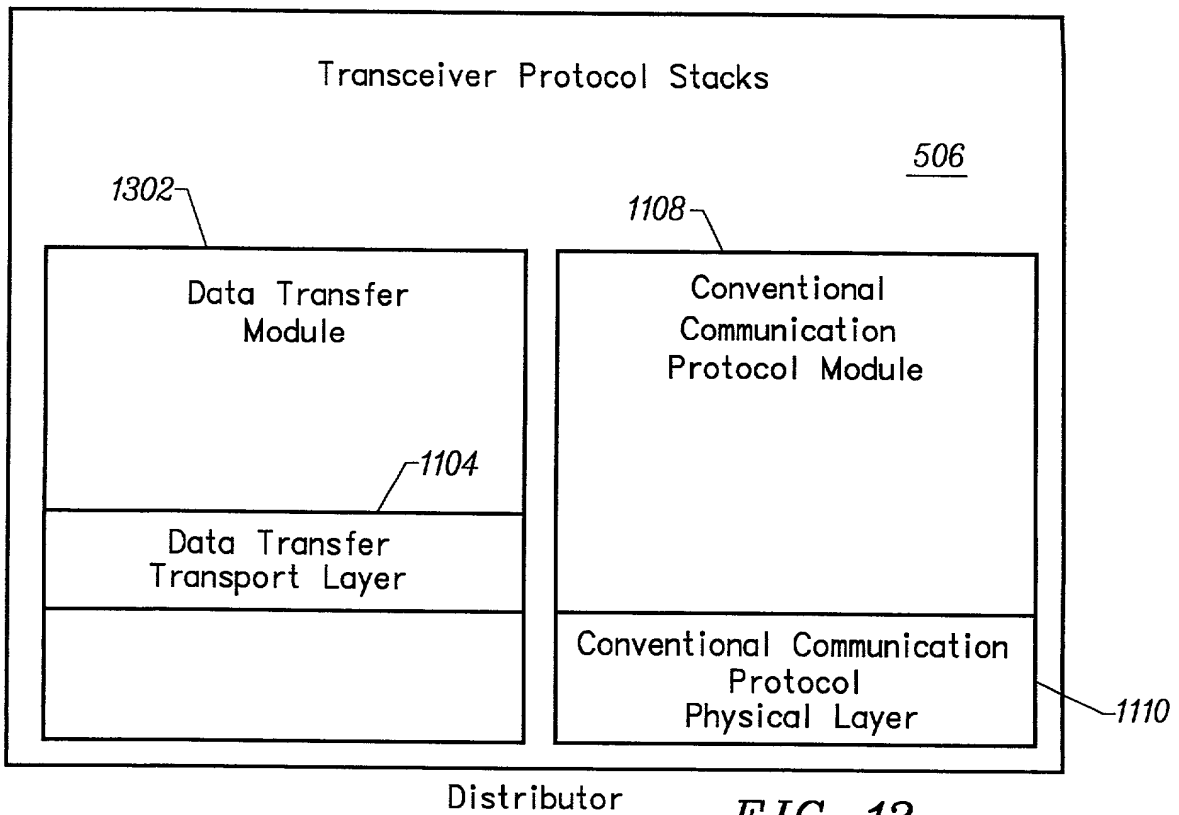 Transceiver Protocol Stacks
506
1302
1108
Data Transfer
Module
Conventional
Communication
Protocol Module
1104
Data Transfer
Transport Layer
Conventional Communication
Protocol
Physical Layer
1110
Distributor